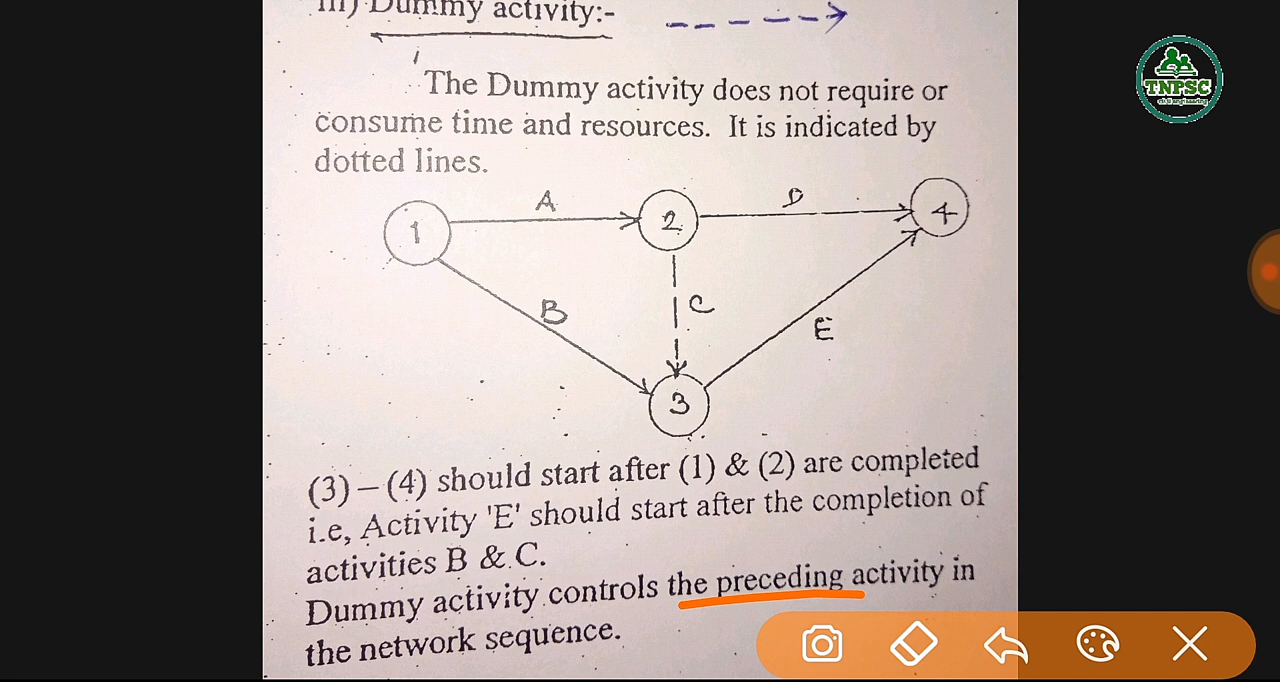 iii) Dummy activity:-
The Dummy activity does not require or
consume time and resources. It is indicated by
dotted lines.
A
D
1
2
4
B
C
E
3
(3) – (4) should start after (1) & (2) are completed
i.e, Activity 'E' should start after the completion of
activities B & C.
Dummy activity controls the preceding activity in
the network sequence.
TNPSC
civil engineering